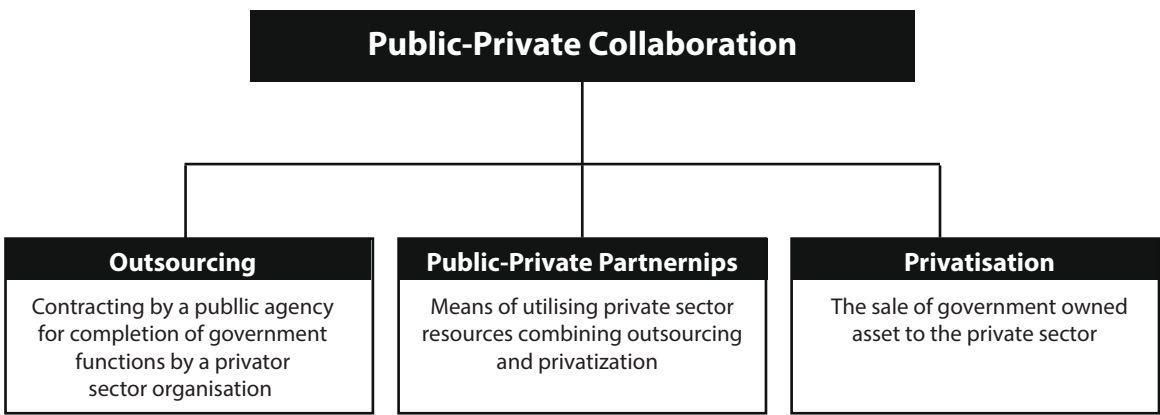 Public-Private Collaboration
Outsourcing
Contracting by a publlic agency
for completion of government
functions by a privator
sector organisation
Public-Private Partnernips
Means of utilising private sector
resources combining outsourcing
and privatization
Privatisation
The sale of government owned
asset to the private sector